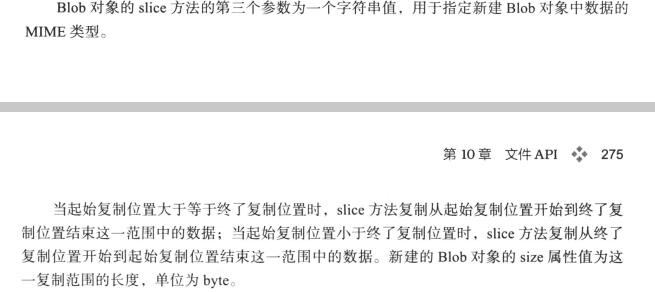 Blob 对象的 slice 方法的第三个参数为一个字符串值，用于指定新建 Blob 对象中数据的
MIME 类型。
第 10 章 文件 API 275
当起始复制位置大于等于终了复制位置时，slice 方法复制从起始复制位置开始到终了复
制位置结束这一范围中的数据；当起始复制位置小于终了复制位置时，slice 方法复制从终了
复制位置开始到起始复制位置结束这一范围中的数据。新建的 Blob 对象的 size 属性值为这
一复制范围的长度，单位为 byte。